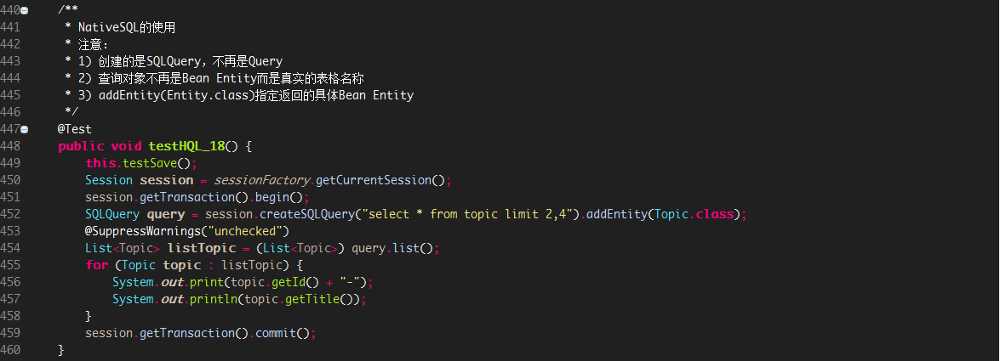 440 /**
441  * NativeSQL的使用
442  * 注意：
443  * 1) 创建的是SQLQuery，不再是Query
444  * 2) 查询对象不再是Bean Entity而是真实的表格名称
445  * 3) addEntity(Entity.class)指定返回的具体Bean Entity
446  */
447 @Test
448 public void testHQL_18() {
449     this.testSave();
450     Session session = sessionFactory.getCurrentSession();
451     session.getTransaction().begin();
452     SQLQuery query = session.createSQLQuery("select * from topic limit 2,4").addEntity(Topic.class);
453     @SuppressWarnings("unchecked")
454     List<Topic> listTopic = (List<Topic>) query.list();
455     for (Topic topic : listTopic) {
456         System.out.print(topic.getId() + "-");
457         System.out.println(topic.getTitle());
458     }
459     session.getTransaction().commit();
460 }